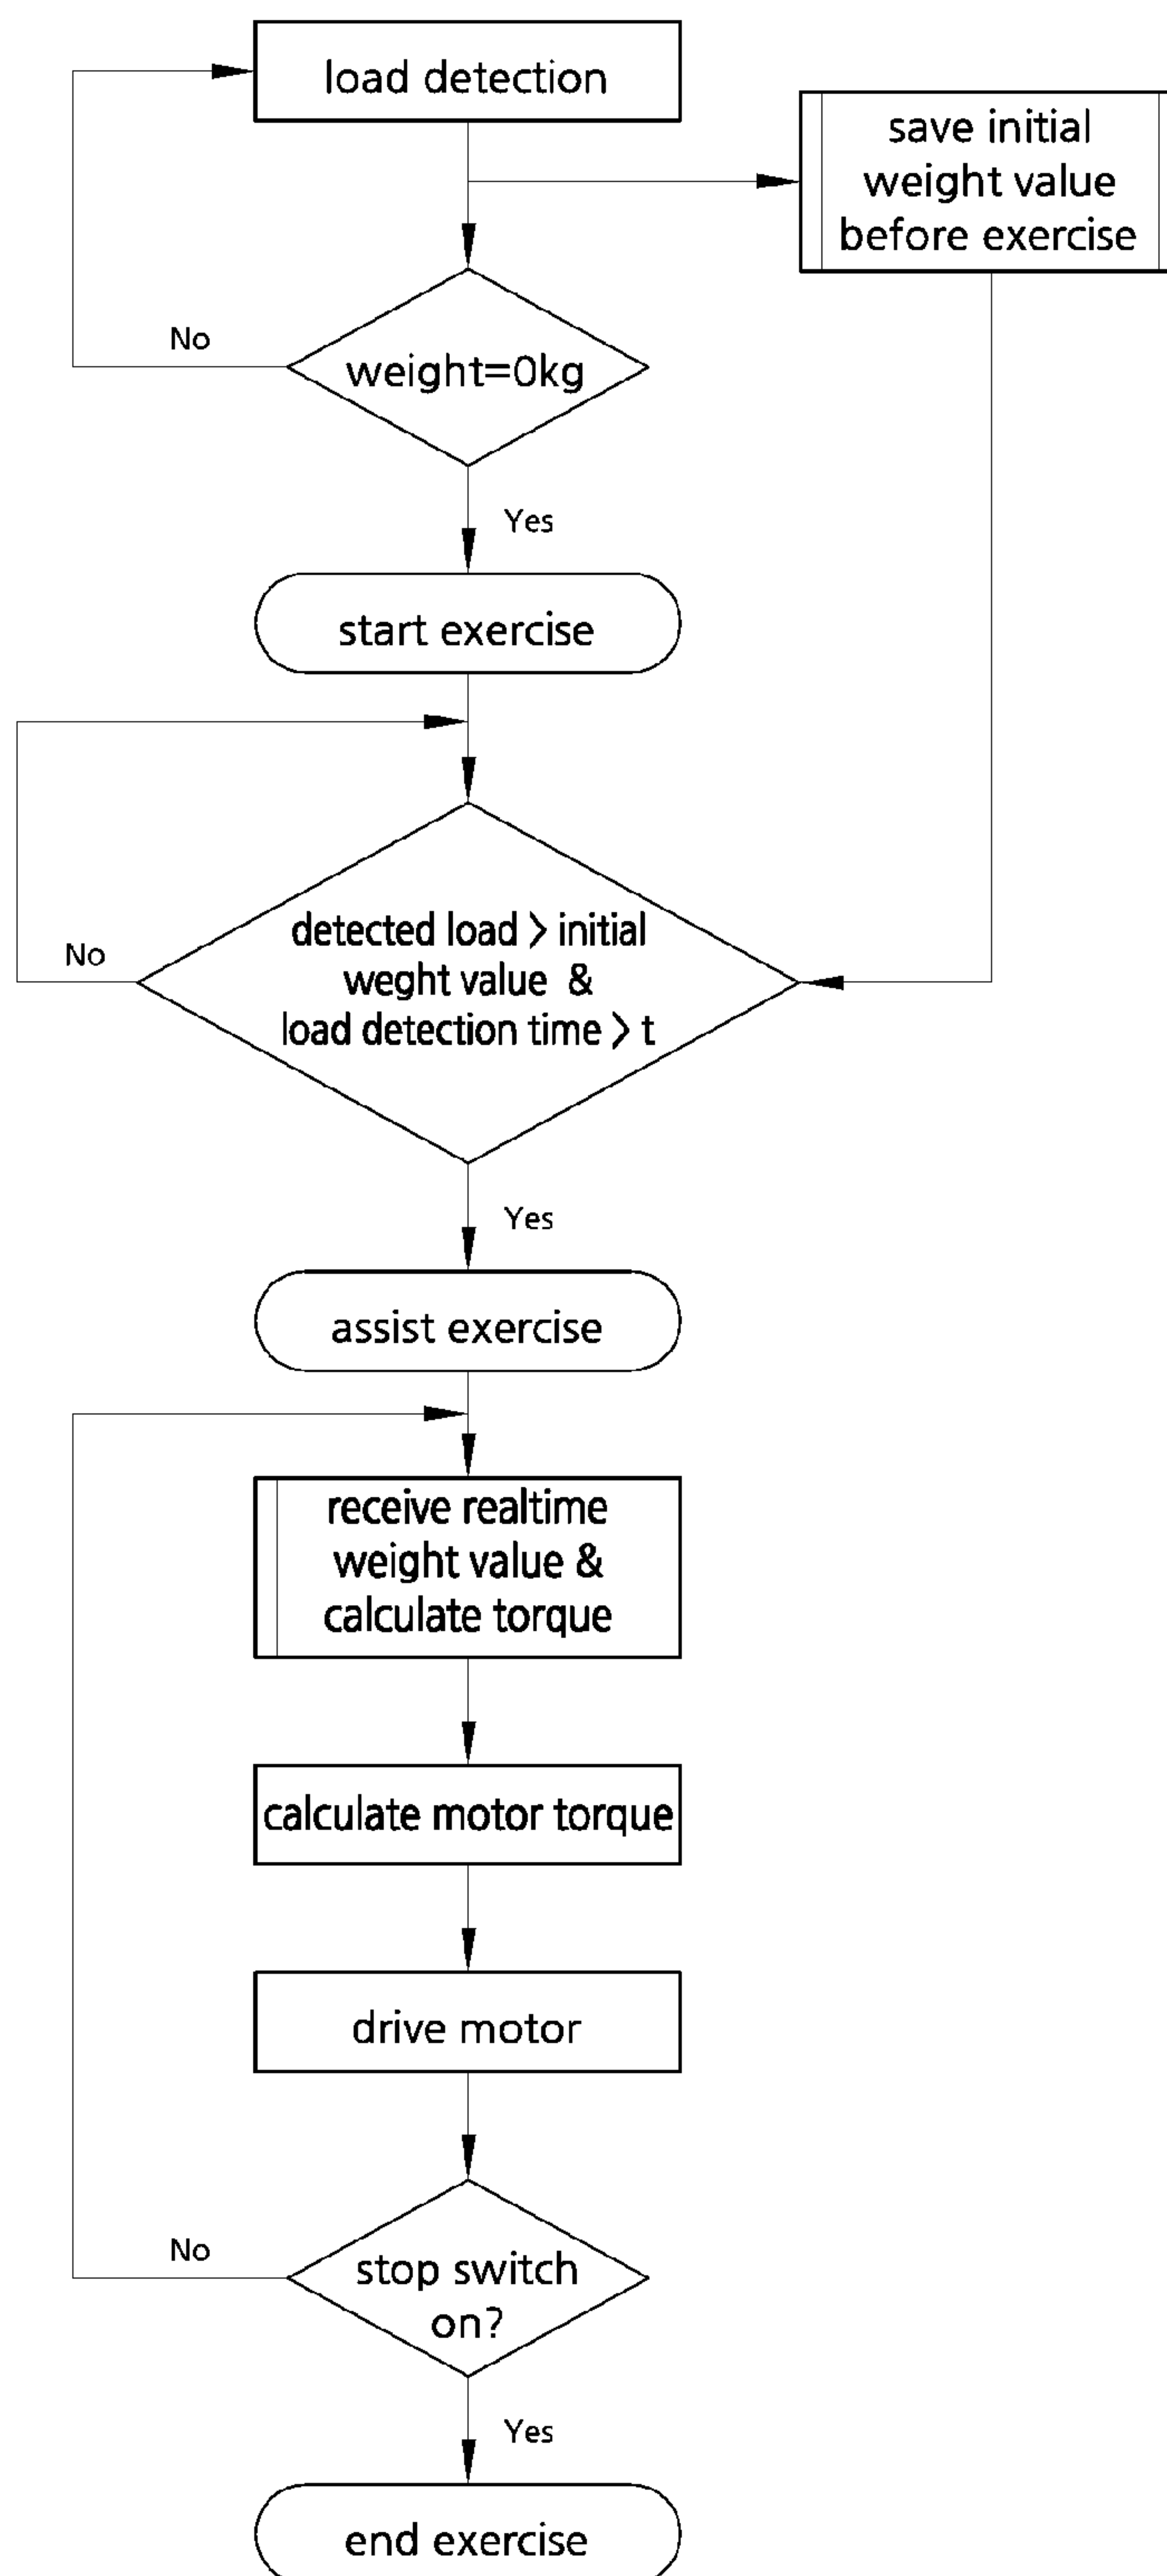 load detection
save initial
weight value
before exercise
No
weight=0kg
Yes
start exercise
No
detected load > initial
weght value &
load detection time > t
Yes
assist exercise
receive realtime
weight value &
calculate torque
calculate motor torque
drive motor
No
stop switch
on?
Yes
end exercise